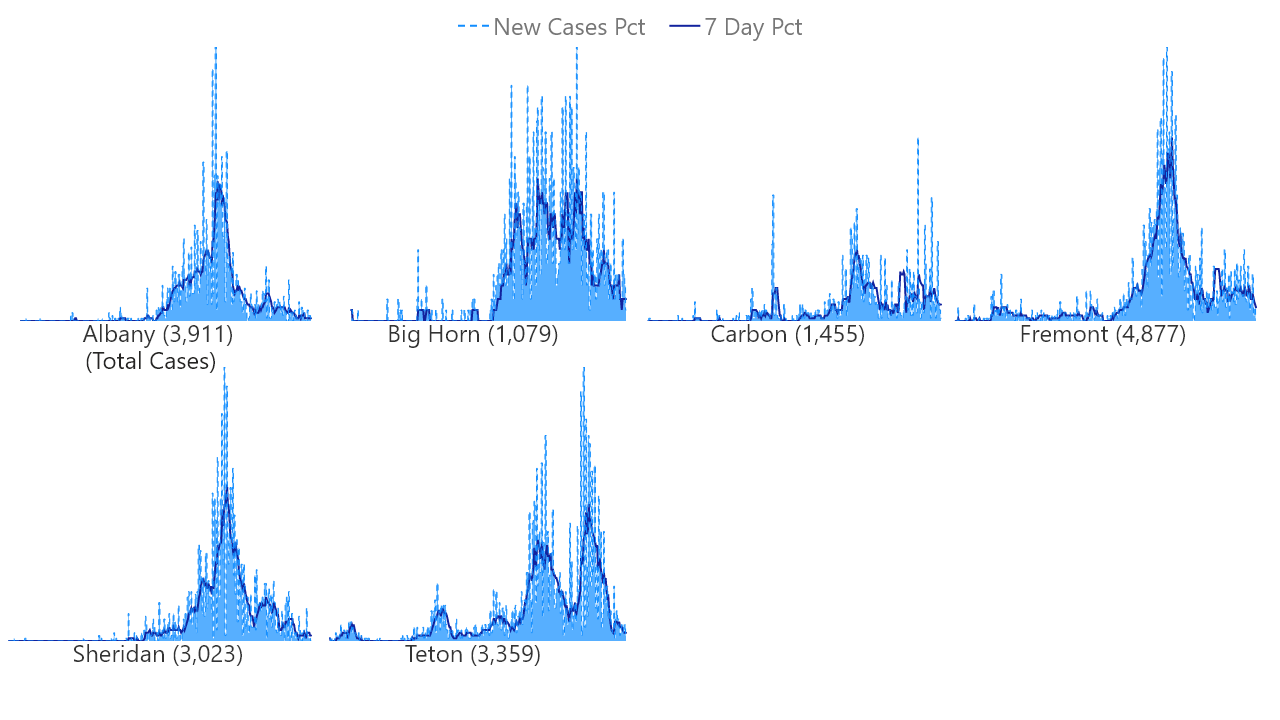 New Cases Pct 7 Day Pct
Albany (3,911) Big Horn (1,079) Carbon (1,455) Fremont (4,877)
(Total Cases)
Sheridan (3,023) Teton (3,359)